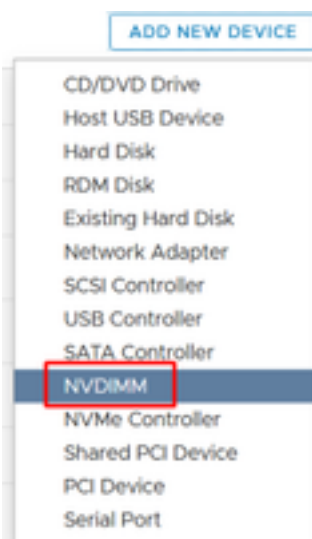 ADD NEW DEVICE
CD/DVD Drive
Host USB Device
Hard Disk
RDM Disk
Existing Hard Disk
Network Adapter
SCSI Controller
USB Controller
SATA Controller
NVDIMM
NVMe Controller
Shared PCI Device
PCI Device
Serial Port